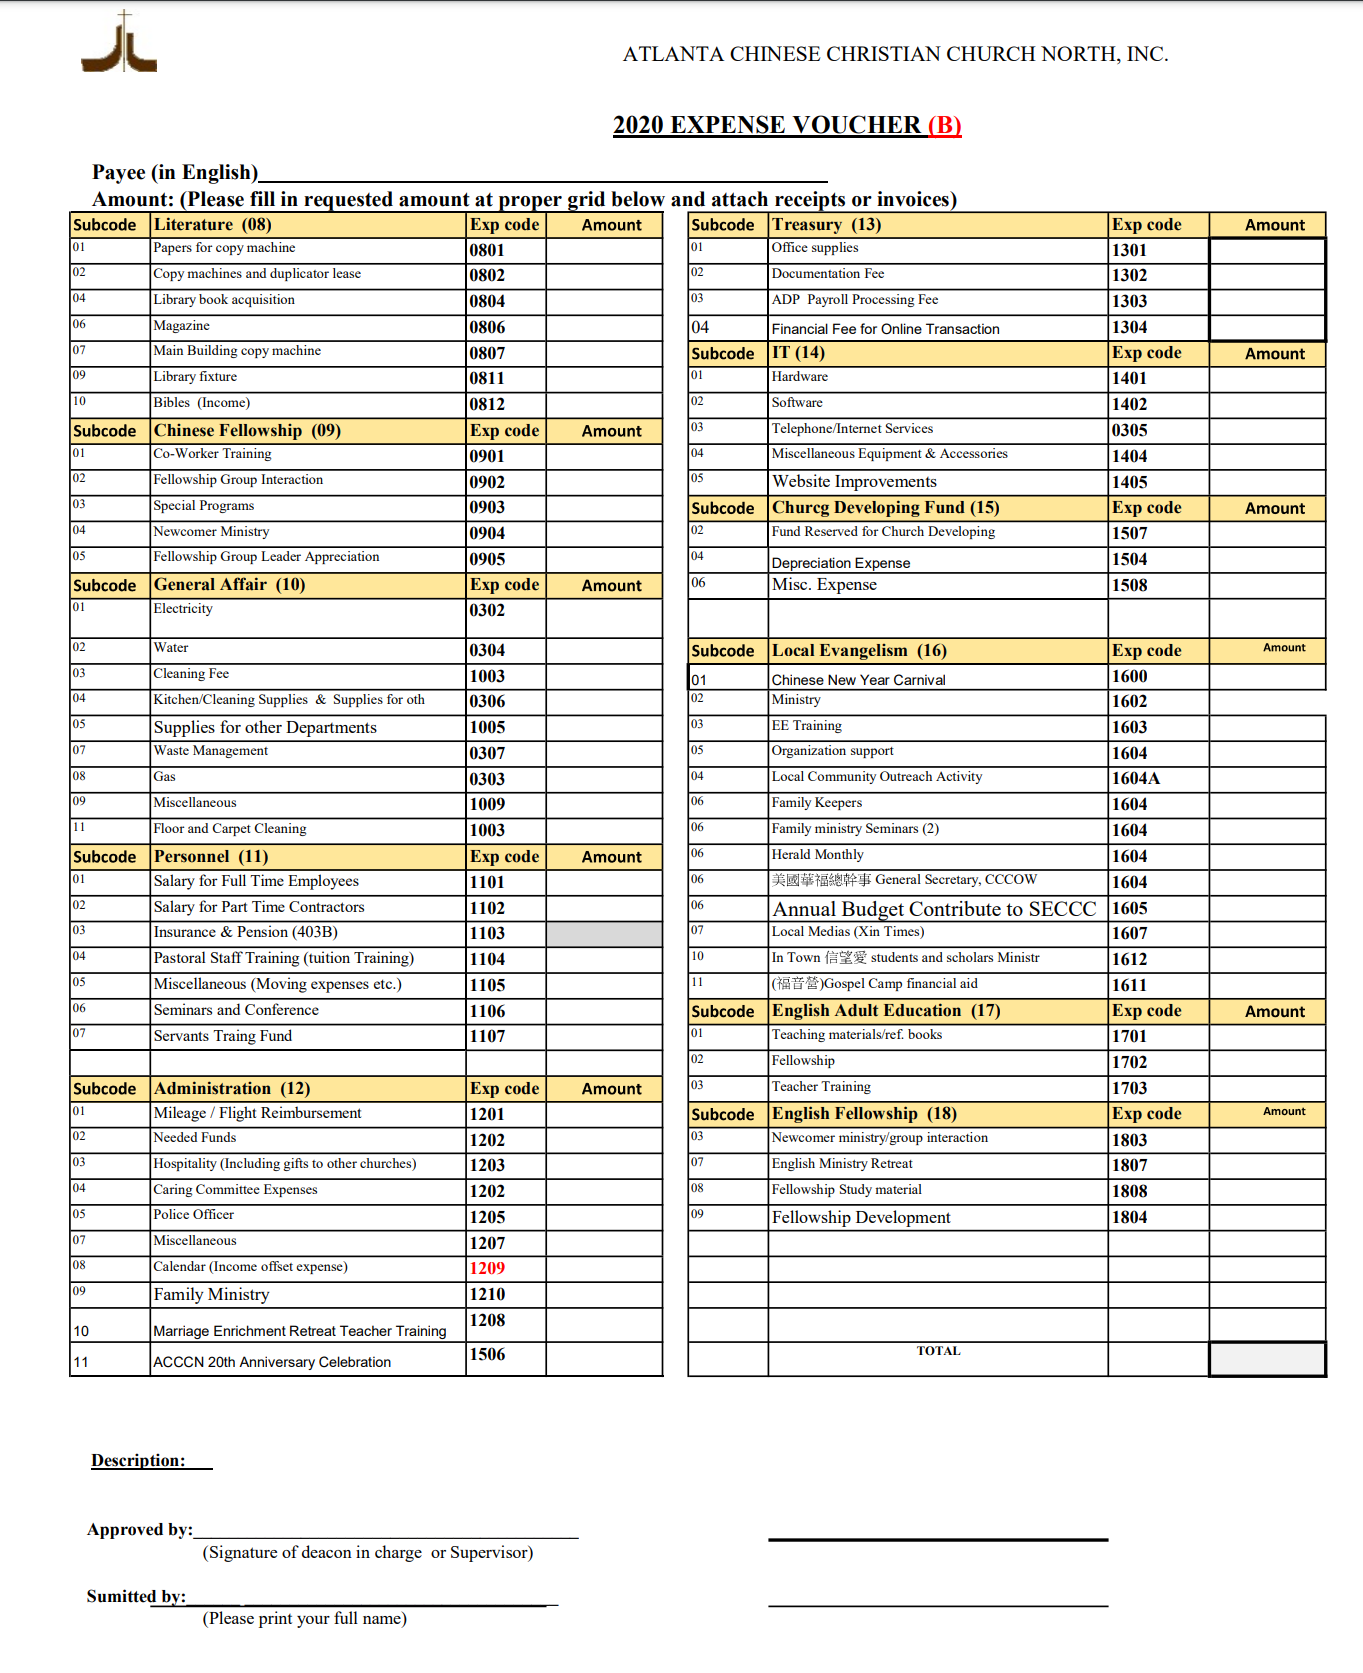 ATLANTA CHINESE CHRISTIAN CHURCH NORTH, INC.
2020 EXPENSE VOUCHER (B)
Payee (in English)
Amount: (Please fill in requested amount at proper grid below and attach receipts or invoices)
Subcode Literature (08) Exp code Amount
01 Papers for copy machine 0801
02 Copy machines and duplicator lease 0802
04 Library book acquisition 0804
06 Magazine 0806
07 Main Building copy machine 0807
09 Library fixture 0811
10 Bibles (Income) 0812
Subcode Chinese Fellowship (09) Exp code Amount
01 Co-Worker Training 0901
02 Fellowship Group Interaction 0902
03 Special Programs 0903
04 Newcomer Ministry 0904
05 Fellowship Group Leader Appreciation 0905
Subcode General Affair (10) Exp code Amount
01 Electricity 0302
02 Water 0304
03 Cleaning Fee 1003
04 Kitchen/Cleaning Supplies & Supplies for oth 0306
05 Supplies for other Departments 1005
07 Waste Management 0307
08 Gas 0303
09 Miscellaneous 1009
11 Floor and Carpet Cleaning 1003
Subcode Personnel (11) Exp code Amount
01 Salary for Full Time Employees 1101
02 Salary for Part Time Contractors 1102
03 Insurance & Pension (403B) 1103
04 Pastoral Staff Training (tuition Training) 1104
05 Miscellaneous (Moving expenses etc.) 1105
06 Seminars and Conference 1106
07 Servants Traing Fund 1107
Subcode Administration (12) Exp code Amount
01 Mileage / Flight Reimbursement 1201
02 Needed Funds 1202
03 Hospitality (Including gifts to other churches) 1203
04 Caring Committee Expenses 1202
05 Police Officer 1205
07 Miscellaneous 1207
08 Calendar (Income offset expense) 1209
09 Family Ministry 1210
10 Marriage Enrichment Retreat Teacher Training 1208
11 ACCCN 20th Anniversary Celebration 1506
Subcode Treasury (13) Exp code Amount
01 Office supplies 1301
02 Documentation Fee 1302
03 ADP Payroll Processing Fee 1303
04 Financial Fee for Online Transaction 1304
Subcode IT (14) Exp code Amount
01 Hardware 1401
02 Software 1402
03 Telephone/Internet Services 0305
04 Miscellaneous Equipment & Accessories 1404
05 Website Improvements 1405
Subcode Churcg Developing Fund (15) Exp code Amount
02 Fund Reserved for Church Developing 1507
04 Depreciation Expense 1504
06 Misc. Expense 1508
Subcode Local Evangelism (16) Exp code Amount
01 Chinese New Year Carnival 1600
02 Ministry 1602
03 EE Training 1603
05 Organization support 1604
04 Local Community Outreach Activity 1604A
06 Family Keepers 1604
06 Family ministry Seminars (2) 1604
06 Herald Monthly 1604
06 美國華福總幹事 General Secretary, CCCOW 1604
06 Annual Budget Contribute to SECCC 1605
07 Local Medias (Xin Times) 1607
10 In Town 信望愛 students and scholars Ministr 1612
11 (福音營)Gospel Camp financial aid 1611
Subcode English Adult Education (17) Exp code Amount
01 Teaching materials/ref. books 1701
02 Fellowship 1702
03 Teacher Training 1703
Subcode English Fellowship (18) Exp code Amount
03 Newcomer ministry/group interaction 1803
07 English Ministry Retreat 1807
08 Fellowship Study material 1808
09 Fellowship Development 1804
TOTAL
Description:
Approved by:
(Signature of deacon in charge or Supervisor)
Sumitted by:
(Please print your full name)